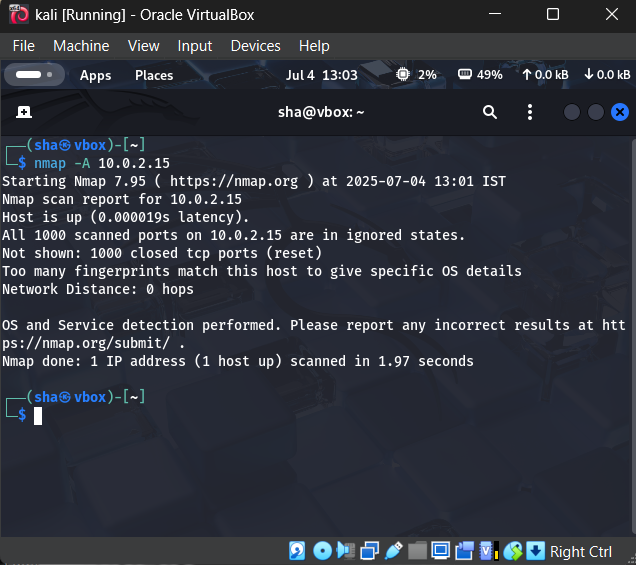 kali [Running] - Oracle VirtualBox
File Machine View Input Devices Help
Apps Places Jul 4 13:03 2% 49% 0.0 kB 0.0 kB
sha@vbox: ~
┌──(sha㉿vbox)-[~]
└─$ nmap -A 10.0.2.15
Starting Nmap 7.95 ( https://nmap.org ) at 2025-07-04 13:01 IST
Nmap scan report for 10.0.2.15
Host is up (0.000019s latency).
All 1000 scanned ports on 10.0.2.15 are in ignored states.
Not shown: 1000 closed tcp ports (reset)
Too many fingerprints match this host to give specific OS details
Network Distance: 0 hops
OS and Service detection performed. Please report any incorrect results at htt
ps://nmap.org/submit/ .
Nmap done: 1 IP address (1 host up) scanned in 1.97 seconds
┌──(sha㉿vbox)-[~]
└─$
Right Ctrl